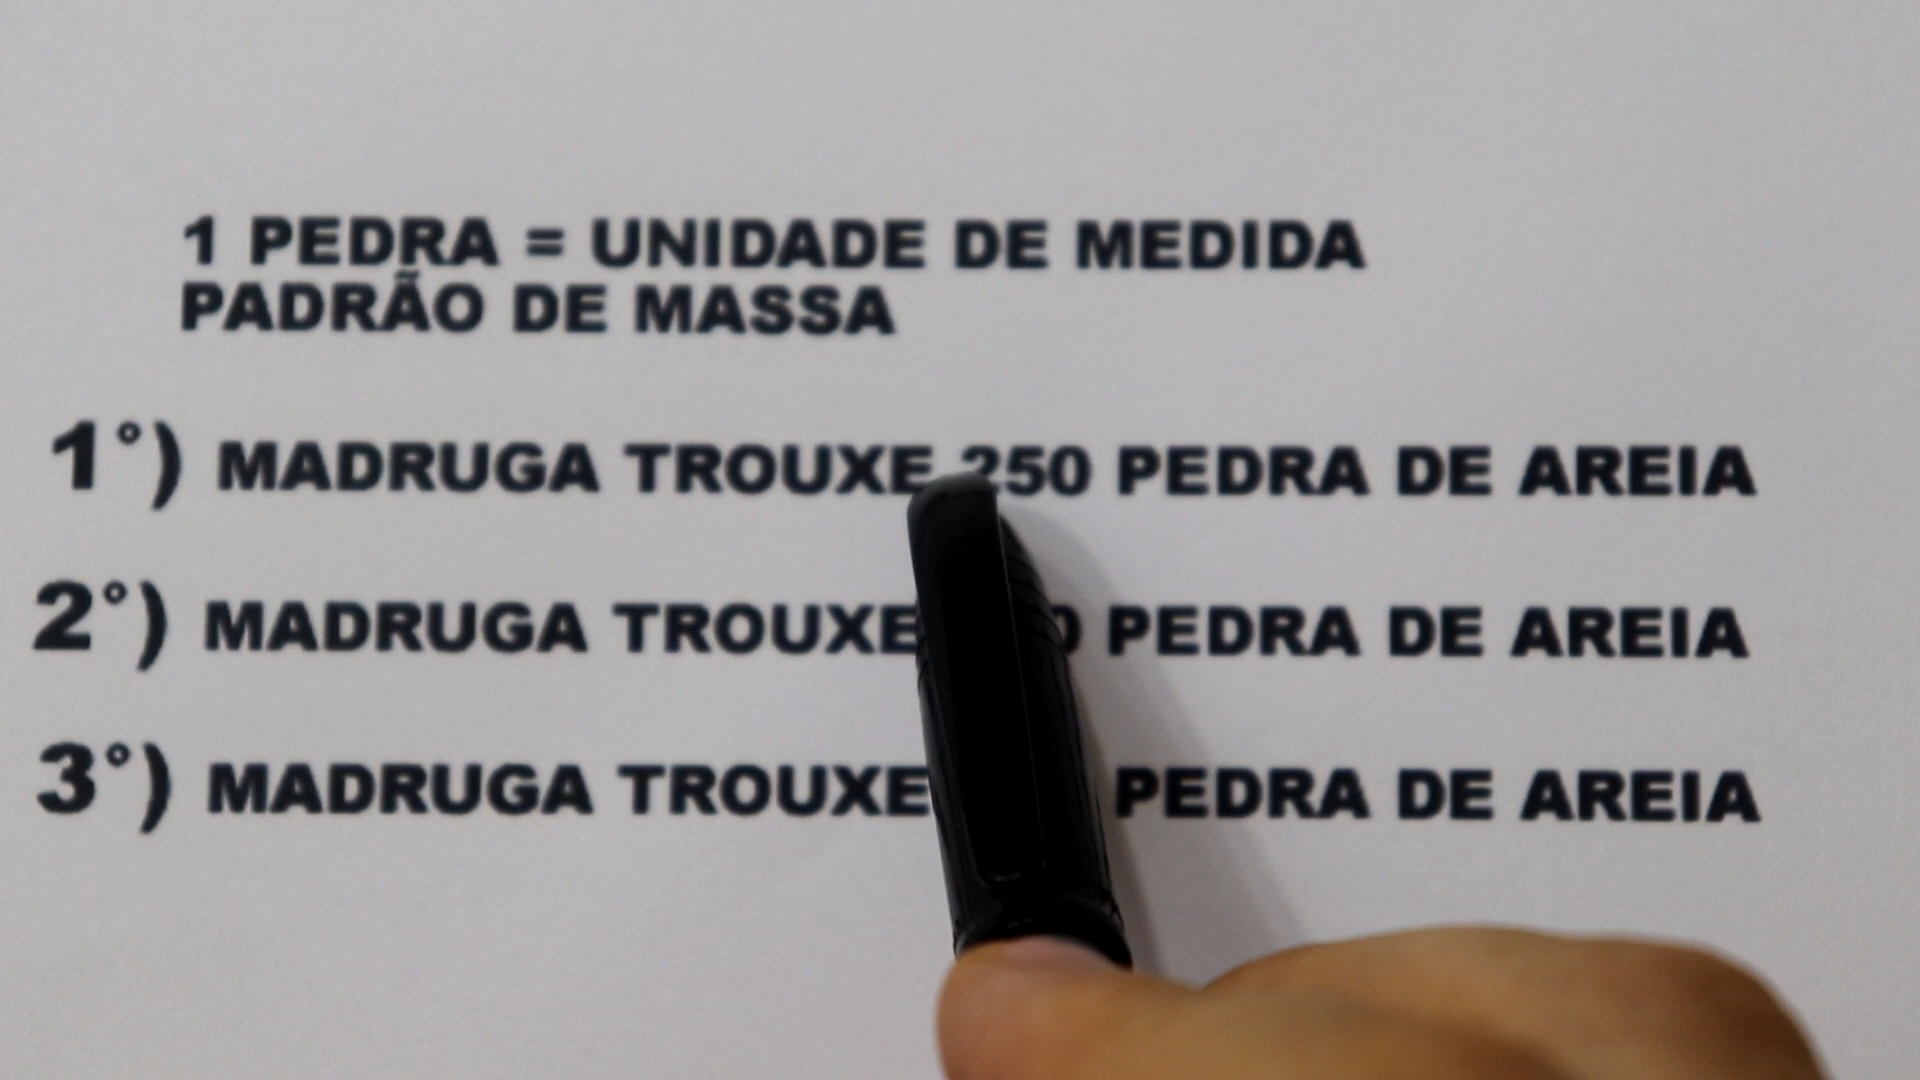 1 PEDRA = UNIDADE DE MEDIDA
PADRÃO DE MASSA
1°) MADRUGA TROUXE 250 PEDRA DE AREIA
2°) MADRUGA TROUXE PEDRA DE AREIA
3°) MADRUGA TROUXE PEDRA DE AREIA